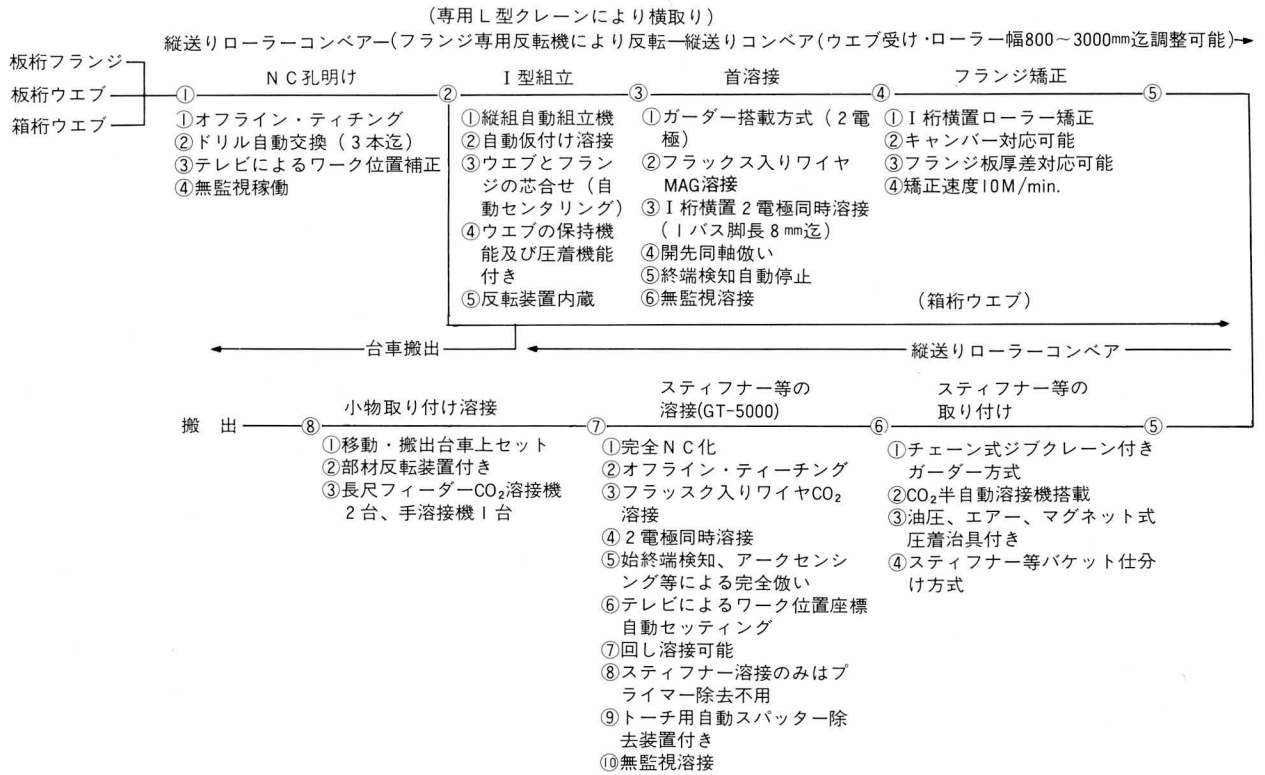 (専用L型クレーンにより横取り)
縦送りローラーコンベアー(フランジ専用反転機により反転―縦送りコンベア(ウエブ受け・ローラー幅800～3000mm迄調整可能)
板桁フランジ
板桁ウエブ
箱桁ウエブ
①
NC孔明け
①オフライン・ティチング
②ドリル自動交換(3本迄)
③テレビによるワーク位置補正
④無監視稼働
②
I型組立
①縦組自動組立機
②自動仮付け溶接
③ウエブとフラン
ジの芯合せ(自
動センタリング)
④ウエブの保持機
能及び圧着機能
付き
⑤反転装置内蔵
③
首溶接
①ガーダー搭載方式(2電
極)
②フラックス入りワイヤ
MAG溶接
③I桁横置2電極同時溶接
(1バス脚長8mm迄)
④開先同軸倣い
⑤終端検知自動停止
⑥無監視溶接
④
フランジ矯正
①I桁横置ローラー矯正
②キャンバー対応可能
③フランジ板厚差対応可能
④矯正速度10M/min.
⑤
(箱桁ウエブ)
台車搬出
縦送りローラーコンベア
搬 出
⑧
小物取り付け溶接
①移動・搬出台車上セット
②部材反転装置付き
③長尺フィーダーCO₂溶接機
2台、手溶接機1台
⑦
スティフナー等の
溶接(GT-5000)
①完全NC化
②オフライン・ティーチング
③フラッスク入りワイヤCO₂
溶接
④2電極同時溶接
⑤始終端検知、アークセンシ
ング等による完全倣い
⑥テレビによるワーク位置座標
自動セッティング
⑦回し溶接可能
⑧スティフナー溶接のみはプ
ライマー除去不用
⑨トーチ用自動スパッター除
去装置付き
⑩無監視溶接
⑥
スティフナー等の
取り付け
①チェーン式ジブクレーン付き
ガーダー方式
②CO₂半自動溶接機搭載
③油圧、エアー、マグネット式
圧着治具付き
④スティフナー等バケット仕分
け方式
⑤